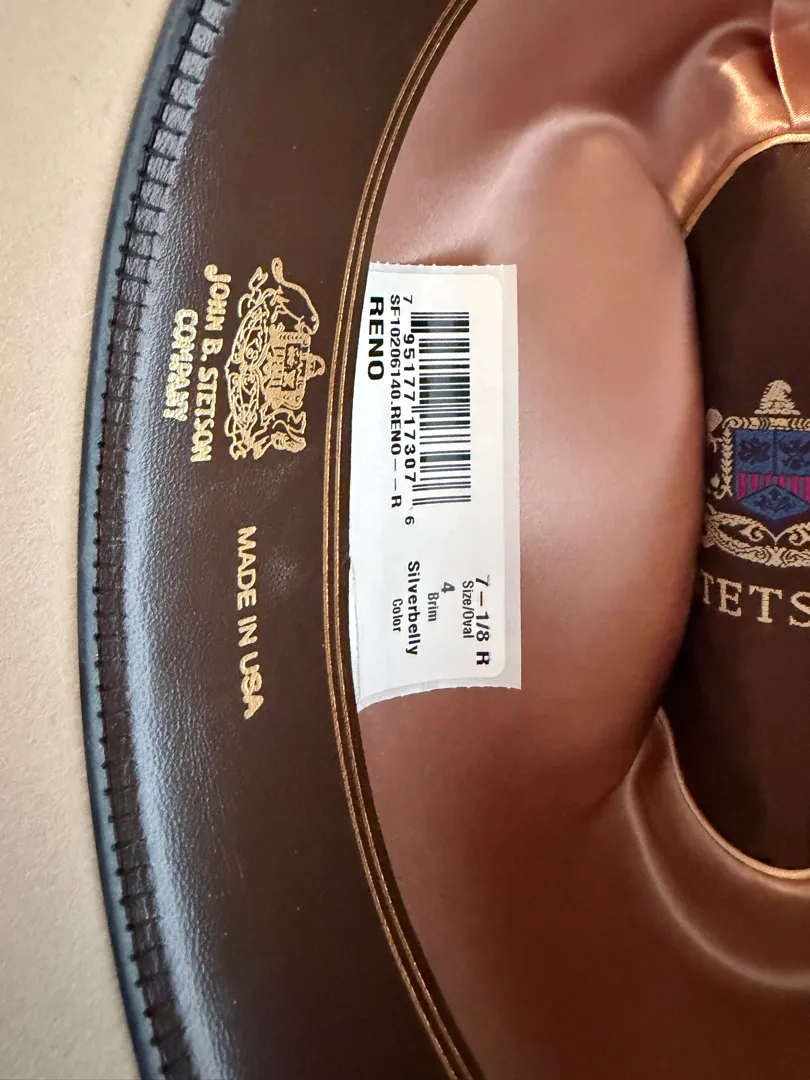 JOHN B. STETSON
COMPANY
MADE IN USA
7 95177 17307 6
SF10206140.RENO--R
RENO
7-1/8 R
Size/Oval
4
Brim
Silverbelly
Color
TETS